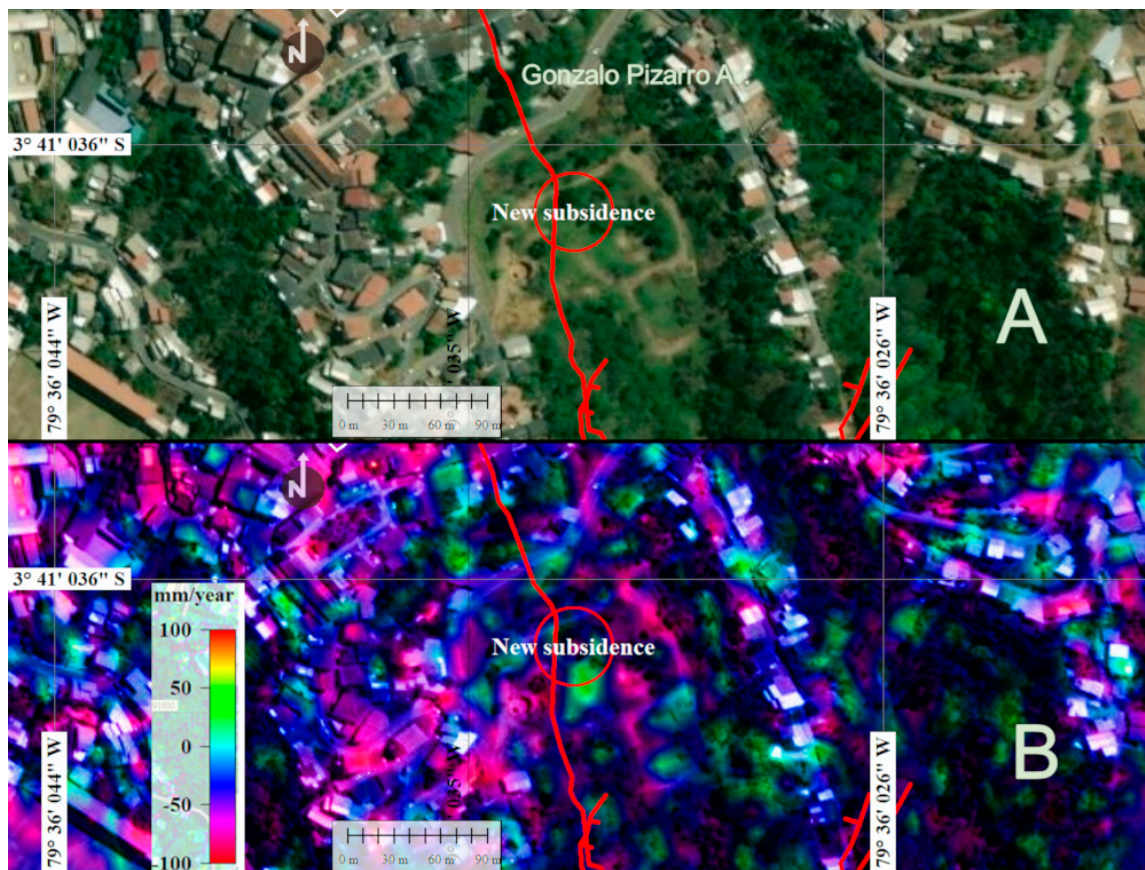 N
Gonzalo Pizarro A
3° 41' 036" S
New subsidence
79° 36' 044" W
035" W
79° 36' 026" W
A
0 m 30 m 60 m 90 m
N
3° 41' 036" S
mm/year
100
50
0
-50
-100
New subsidence
79° 36' 044" W
035" W
79° 36' 026" W
B
0 m 30 m 60 m 90 m